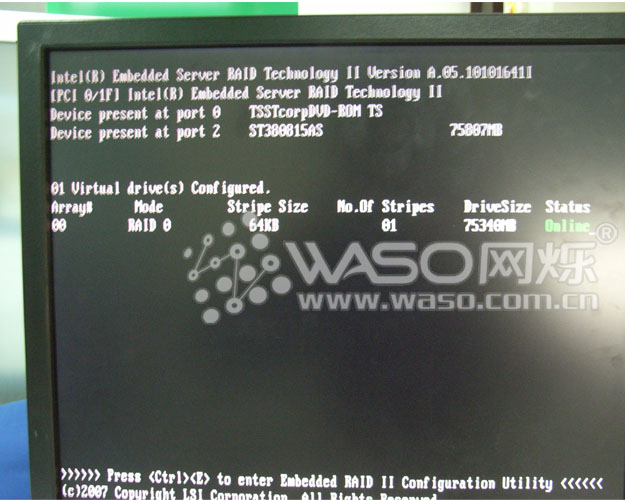 Intel(R) Embedded Server RAID Technology II Version A.05.10101641I
[PCI 0/1F] Intel(R) Embedded Server RAID Technology II
Device present at port 0 TSSTcorpDVD-ROM TS
Device present at port 2 ST380815AS 75807MB
01 Virtual drive(s) Configured.
Array# Mode Stripe Size No.Of Stripes DriveSize Status
00 RAID 0 64KB 01 75340MB Online
WASO网烁®
www.waso.com.cn
>>>>>> Press <Ctrl><E> to enter Embedded RAID II Configuration Utility <<<<<<
(c)2007 Copyright LSI Corporation. All Rights Reserved